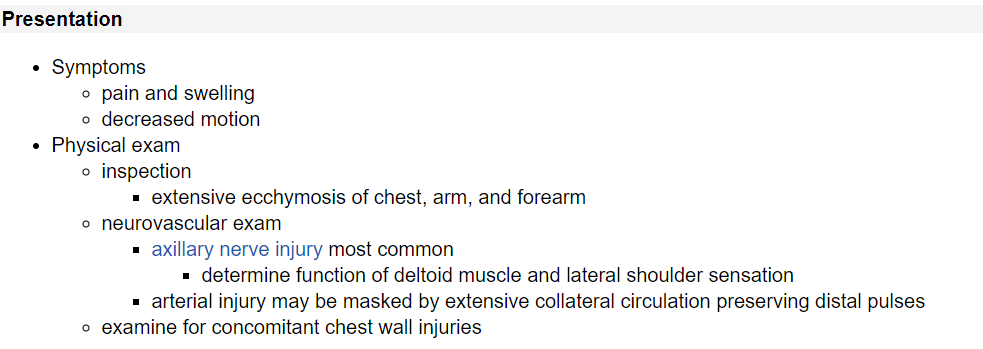 Presentation
Symptoms
pain and swelling
decreased motion
Physical exam
inspection
extensive ecchymosis of chest, arm, and forearm
neurovascular exam
axillary nerve injury most common
determine function of deltoid muscle and lateral shoulder sensation
arterial injury may be masked by extensive collateral circulation preserving distal pulses
examine for concomitant chest wall injuries